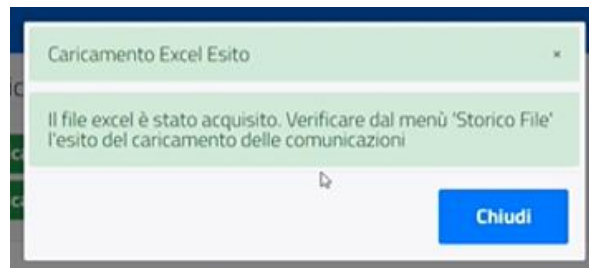 Caricamento Excel Esito ×
Il file excel è stato acquisito. Verificare dal menù 'Storico File'
l'esito del caricamento delle comunicazioni
Chiudi